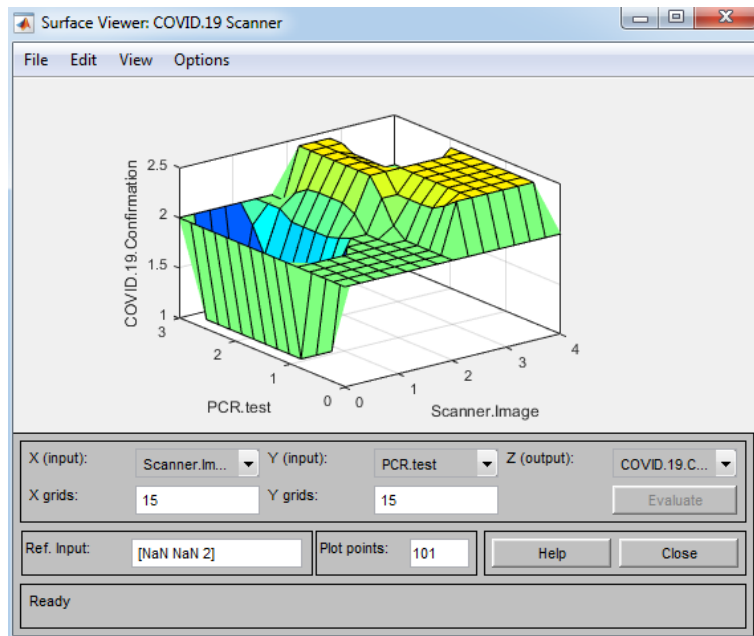 Surface Viewer: COVID.19 Scanner
File Edit View Options
COVID.19.Confirmation
2.5
2
1.5
1
3
2
1
0
PCR.test
0
1
2
3
4
Scanner.Image
X (input): Scanner.Im... Y (input): PCR.test Z (output): COVID.19.C...
X grids: 15 Y grids: 15 Evaluate
Ref. Input: [NaN NaN 2] Plot points: 101 Help Close
Ready